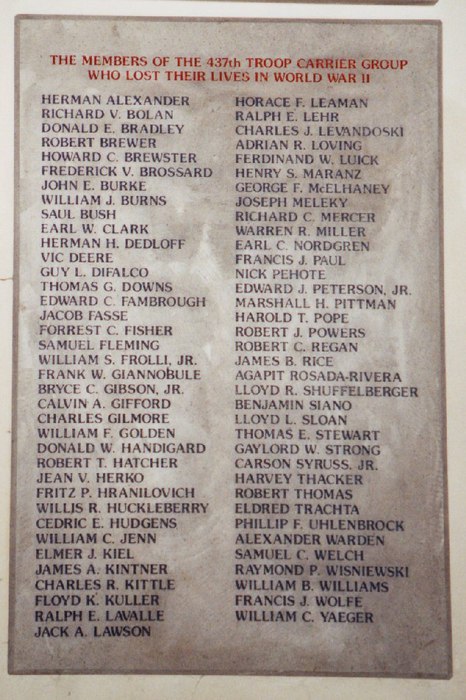 THE MEMBERS OF THE 437th TROOP CARRIER GROUP
WHO LOST THEIR LIVES IN WORLD WAR II
HERMAN ALEXANDER
RICHARD V. BOLAN
DONALD E. BRADLEY
ROBERT BREWER
HOWARD C. BREWSTER
FREDERICK V. BROSSARD
JOHN E. BURKE
WILLIAM J. BURNS
SAUL BUSH
EARL W. CLARK
HERMAN H. DEDLOFF
VIC DEERE
GUY L. DIFALCO
THOMAS G. DOWNS
EDWARD C. FAMBROUGH
JACOB FASSE
FORREST C. FISHER
SAMUEL FLEMING
WILLIAM S. FROLLI, JR.
FRANK W. GIANNOBULE
BRYCE C. GIBSON, JR.
CALVIN A. GIFFORD
CHARLES GILMORE
WILLIAM F. GOLDEN
DONALD W. HANDIGARD
ROBERT T. HATCHER
JEAN V. HERKO
FRITZ P. HRANILOVICH
WILLIS R. HUCKLEBERRY
CEDRIC E. HUDGENS
WILLIAM C. JENN
ELMER J. KIEL
JAMES A. KINTNER
CHARLES R. KITTLE
FLOYD K. KULLER
RALPH E. LAVALLE
JACK A. LAWSON
HORACE F. LEAMAN
RALPH E. LEHR
CHARLES J. LEVANDOSKI
ADRIAN R. LOVING
FERDINAND W. LUICK
HENRY S. MARANZ
GEORGE F. McELHANEY
JOSEPH MELEKY
RICHARD C. MERCER
WARREN R. MILLER
EARL C. NORDGREN
FRANCIS J. PAUL
NICK PEHOTE
EDWARD J. PETERSON, JR.
MARSHALL H. PITTMAN
HAROLD T. POPE
ROBERT J. POWERS
ROBERT C. REGAN
JAMES B. RICE
AGAPIT ROSADA-RIVERA
LLOYD R. SHUFFELBERGER
BENJAMIN SIANO
LLOYD L. SLOAN
THOMAS E. STEWART
GAYLORD W. STRONG
CARSON SYRUSS, JR.
HARVEY THACKER
ROBERT THOMAS
ELDRED TRACHTA
PHILLIP F. UHLENBROCK
ALEXANDER WARDEN
SAMUEL C. WELCH
RAYMOND P. WISNIEWSKI
WILLIAM B. WILLIAMS
FRANCIS J. WOLFE
WILLIAM C. YAEGER